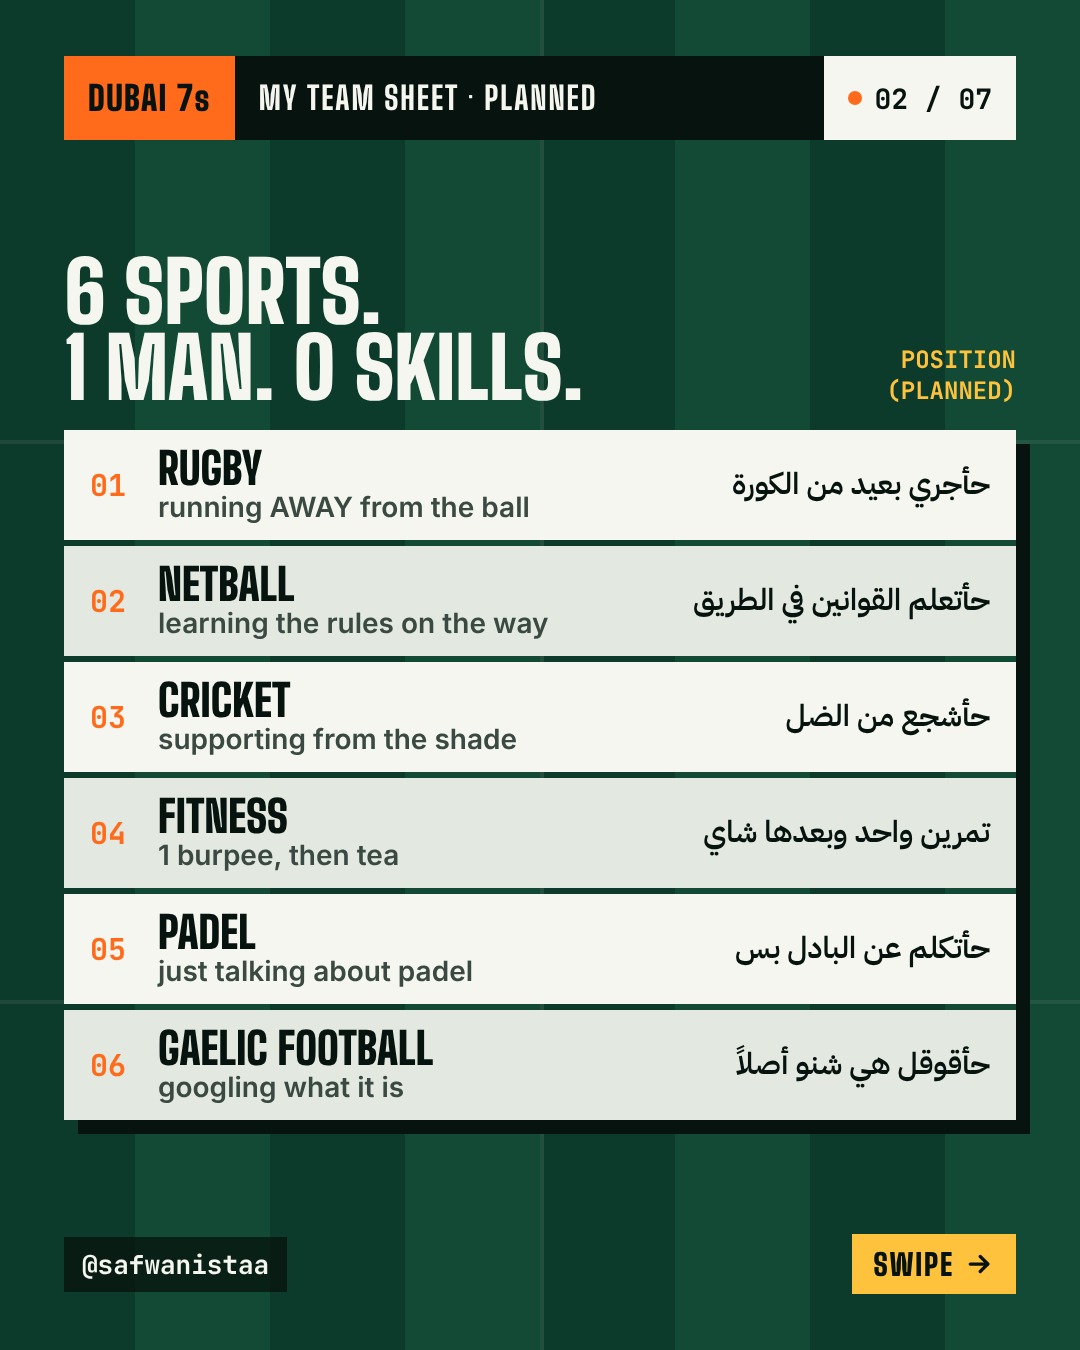 DUBAI 7s
MY TEAM SHEET · PLANNED
02 / 07
6 SPORTS.
1 MAN. 0 SKILLS.
POSITION
(PLANNED)
01
RUGBY
running AWAY from the ball
حأجري بعيد من الكورة
02
NETBALL
learning the rules on the way
حأتعلم القوانين في الطريق
03
CRICKET
supporting from the shade
حأشجع من الضل
04
FITNESS
1 burpee, then tea
تمرين واحد وبعدها شاي
05
PADEL
just talking about padel
حأتكلم عن البادل بس
06
GAELIC FOOTBALL
googling what it is
حأقوقل هي شنو أصلاً
@safwanistaa
SWIPE →